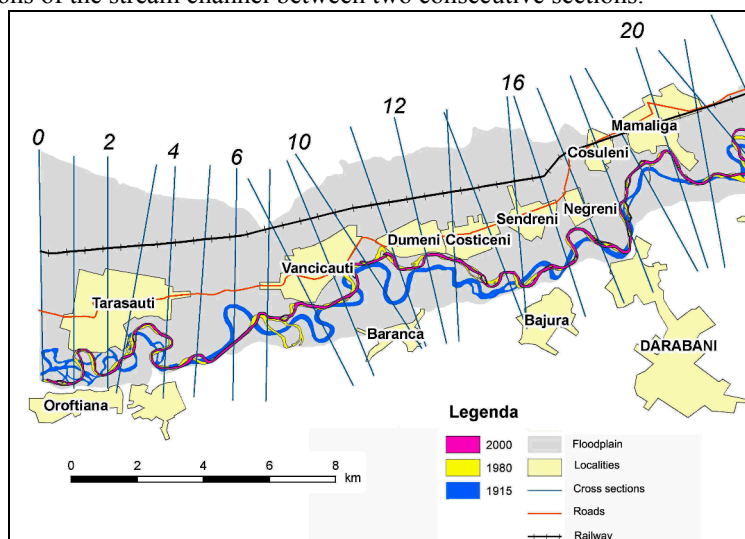 ons of the stream channel between two consecutive sections.
20
16
12
Mamaliga
0
2
4
6
10
Cosuleni
Negreni
Sendreni
Dumeni Costiceni
Vancicauti
Tarasauti
Baranca
Bajura
DARABANI
Oroftiana
Legenda
2000
1980
1915
Floodplain
Localities
Cross sections
Roads
Railway
0 2 4 6 8
km